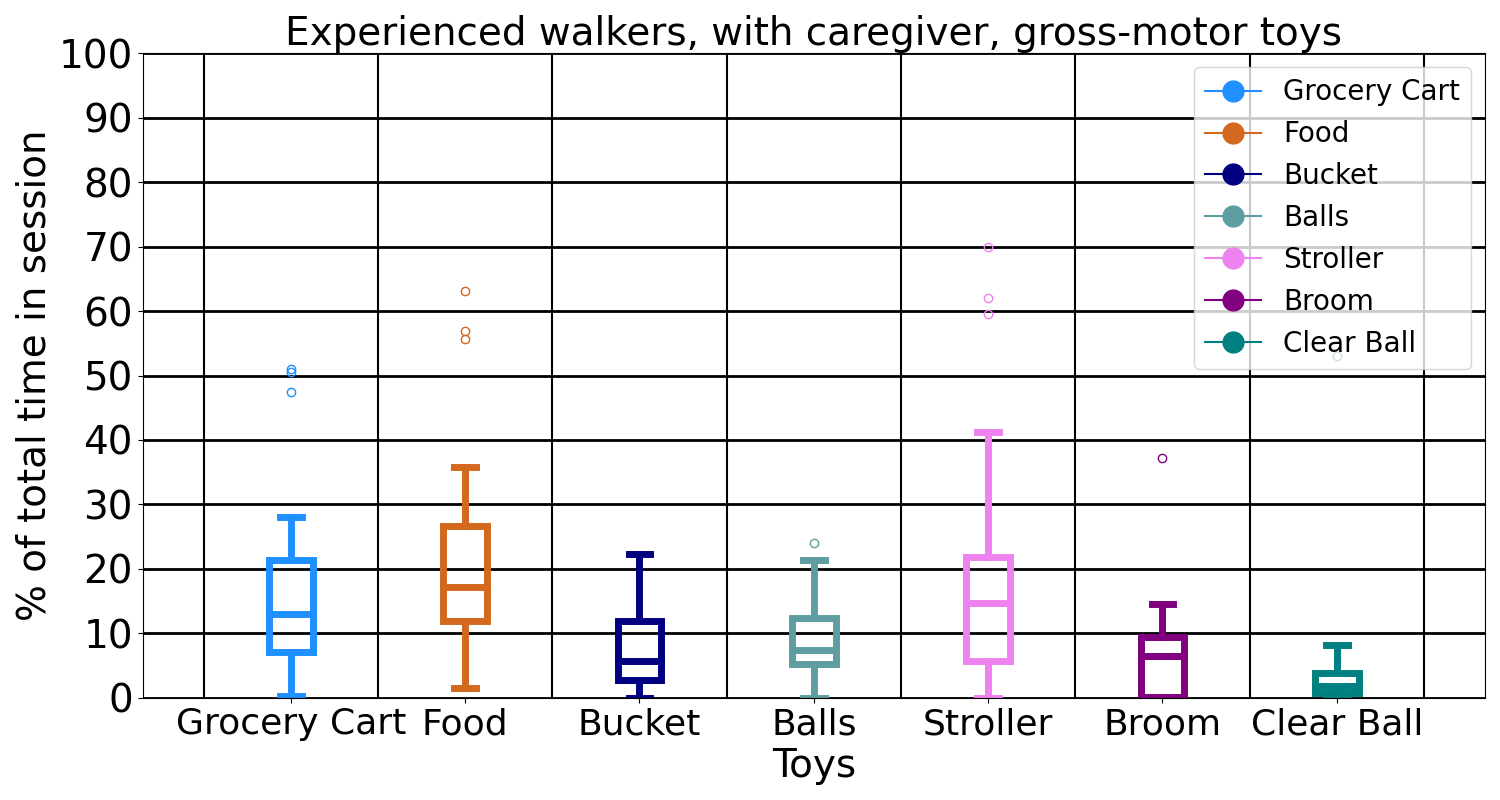 Experienced walkers, with caregiver, gross-motor toys
100
90
80
70
60
50
40
30
20
10
0
% of total time in session
Grocery Cart
Food
Bucket
Balls
Stroller
Broom
Clear Ball
Grocery Cart Food Bucket Balls Stroller Broom Clear Ball
Toys